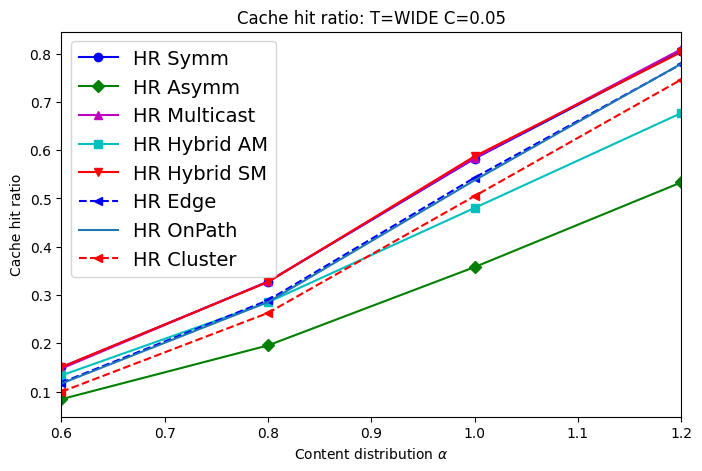 Cache hit ratio: T=WIDE C=0.05
Cache hit ratio
0.8
0.7
0.6
0.5
0.4
0.3
0.2
0.1
HR Symm
HR Asymm
HR Multicast
HR Hybrid AM
HR Hybrid SM
HR Edge
HR OnPath
HR Cluster
0.6 0.7 0.8 0.9 1.0 1.1 1.2
Content distribution α